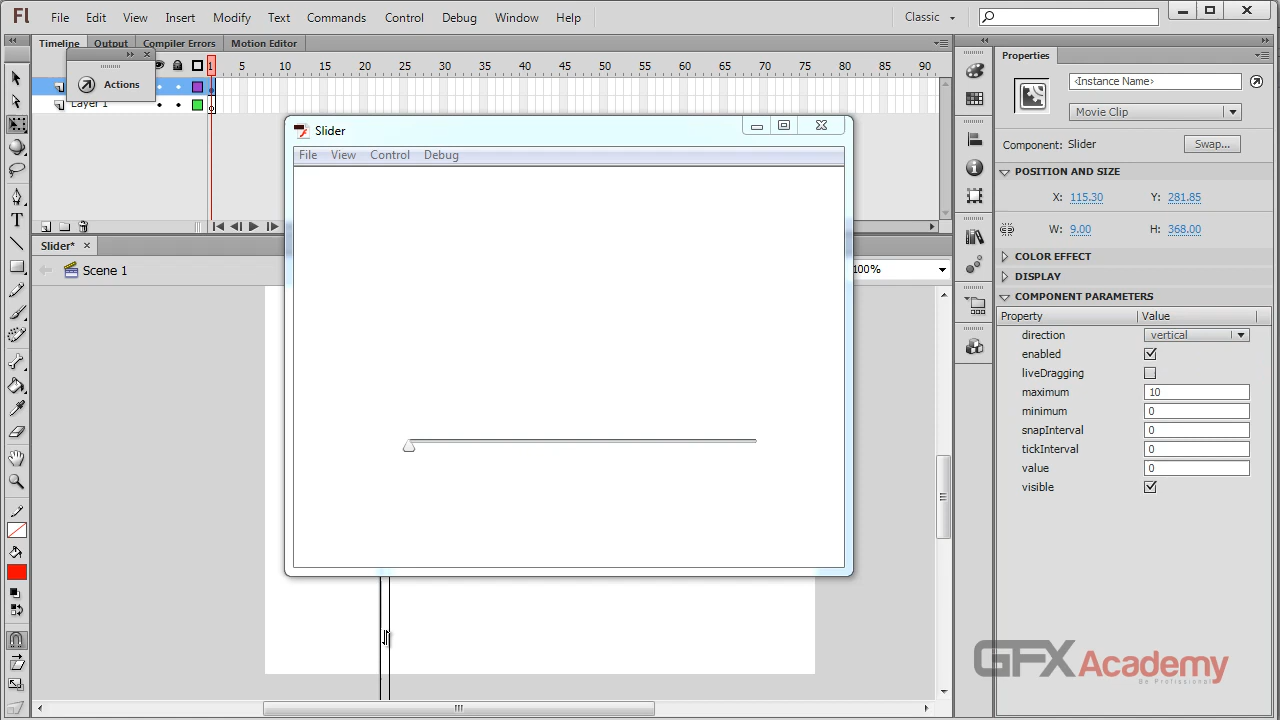 Fl File Edit View Insert Modify Text Commands Control Debug Window Help Classic
Timeline Output Compiler Errors Motion Editor
1 5 10 15 20 25 30 35 40 45 50 55 60 65 70 75 80 85 90
Actions
Layer 1
Slider
File View Control Debug
Slider*
Scene 1
100%
Properties
<Instance Name>
Movie Clip
Component: Slider Swap...
POSITION AND SIZE
X: 115.30 Y: 281.85
W: 9.00 H: 368.00
COLOR EFFECT
DISPLAY
COMPONENT PARAMETERS
Property Value
direction vertical
enabled
liveDragging
maximum 10
minimum 0
snapInterval 0
tickInterval 0
value 0
visible
GFXAcademy
Be Profissional